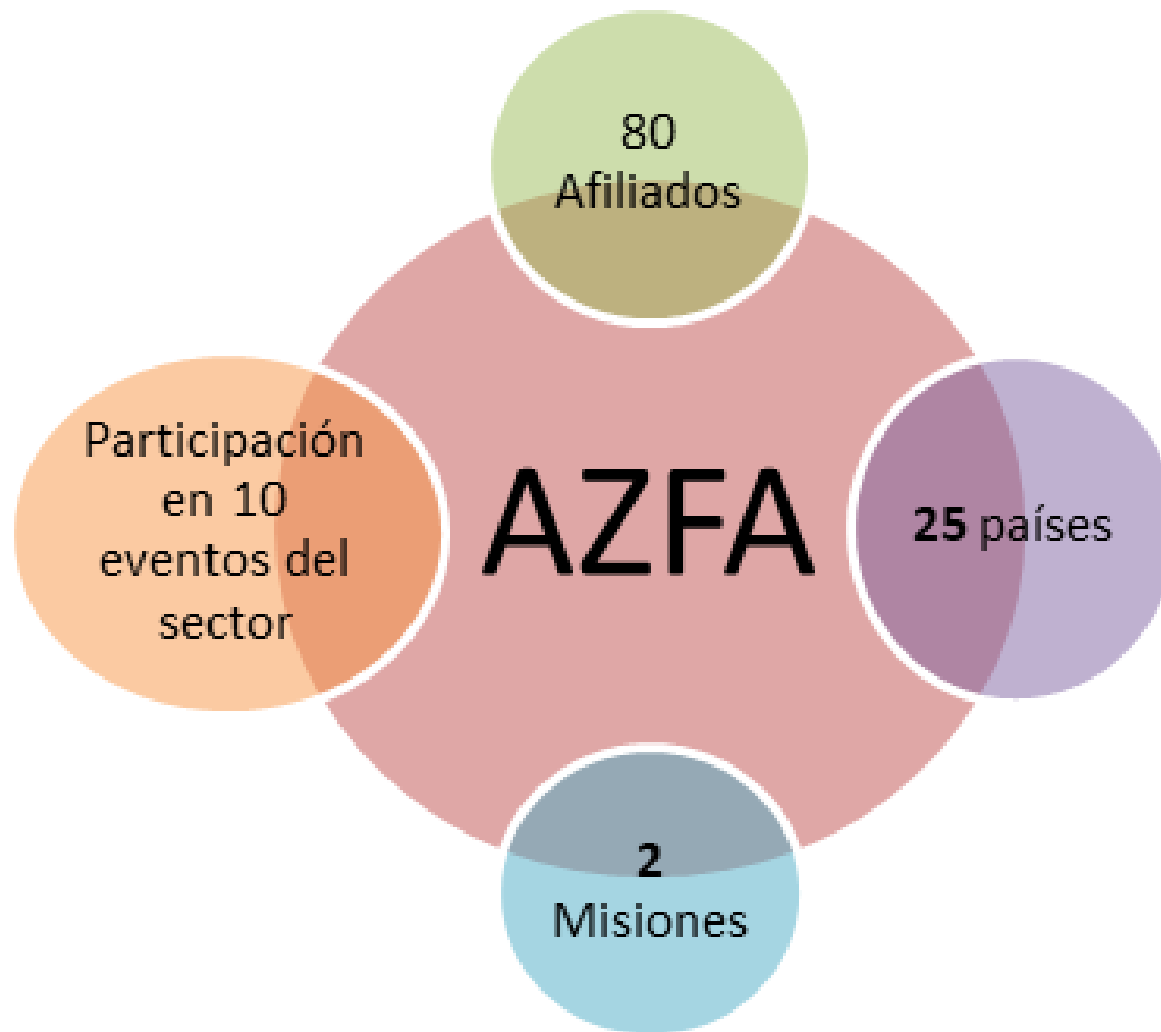 80
Afiliados
Participación
en 10
eventos del
sector
AZFA
25 países
2
Misiones